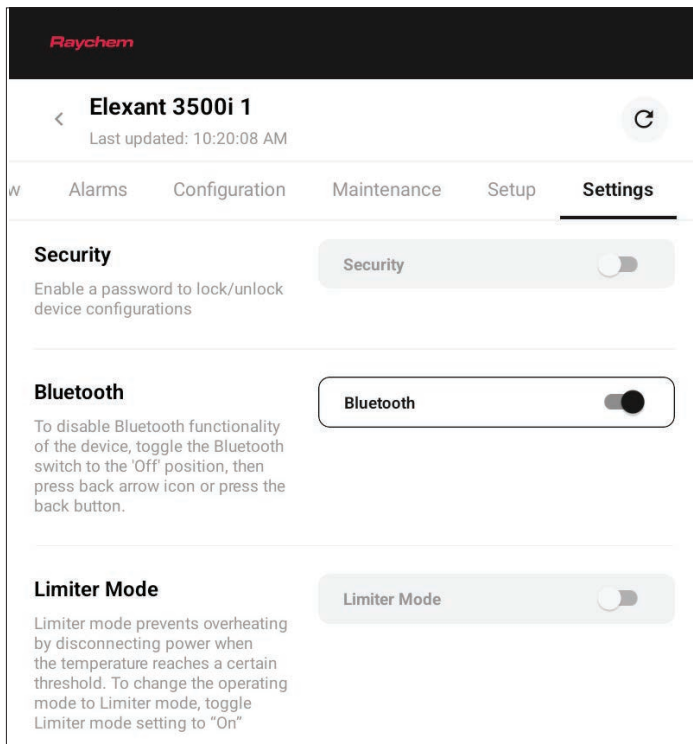 Raychem
Elexant 3500i 1
Last updated: 10:20:08 AM
w Alarms Configuration Maintenance Setup Settings
Security
Enable a password to lock/unlock
device configurations
Security
Bluetooth
To disable Bluetooth functionality
of the device, toggle the Bluetooth
switch to the 'Off' position, then
press back arrow icon or press the
back button.
Bluetooth
Limiter Mode
Limiter mode prevents overheating
by disconnecting power when
the temperature reaches a certain
threshold. To change the operating
mode to Limiter mode, toggle
Limiter mode setting to “On”
Limiter Mode